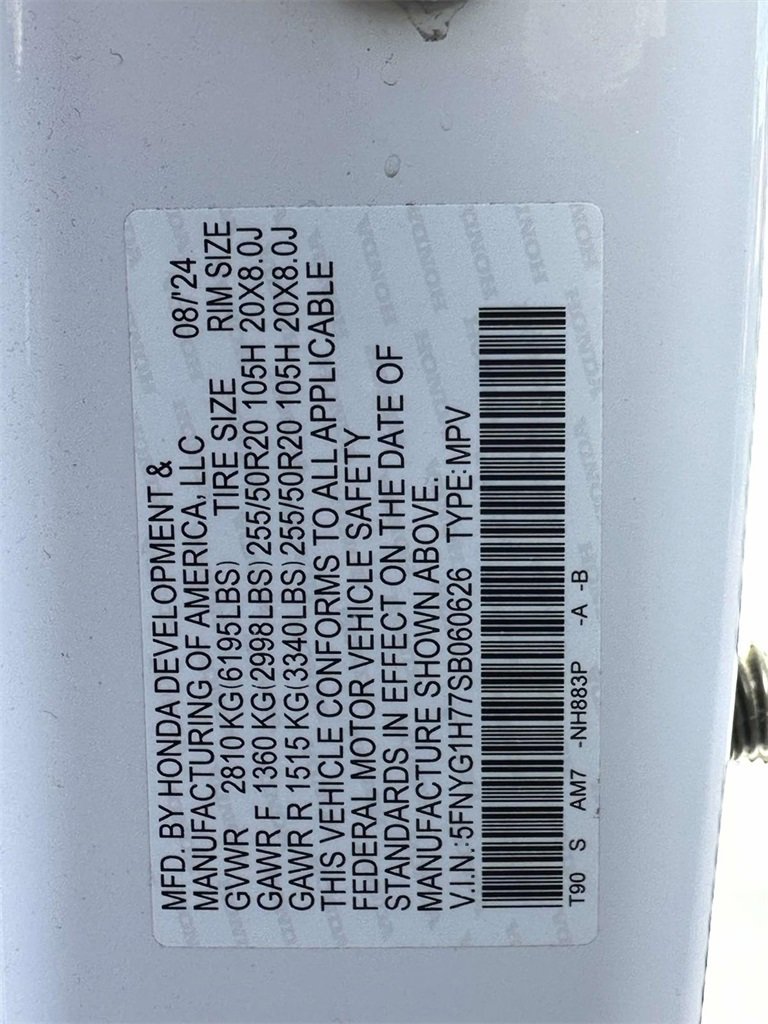 MFD. BY HONDA DEVELOPMENT &
MANUFACTURING OF AMERICA, LLC 08/'24
GVWR 2810 KG(6195LBS) TIRE SIZE RIM SIZE
GAWR F 1360 KG(2998LBS) 255/50R20 105H 20X8.0J
GAWR R 1515 KG(3340LBS) 255/50R20 105H 20X8.0J
THIS VEHICLE CONFORMS TO ALL APPLICABLE
FEDERAL MOTOR VEHICLE SAFETY
STANDARDS IN EFFECT ON THE DATE OF
MANUFACTURE SHOWN ABOVE.
V.I.N.:5FNYG1H77SB060626 TYPE:MPV
T90 S AM7 -NH883P -A -B